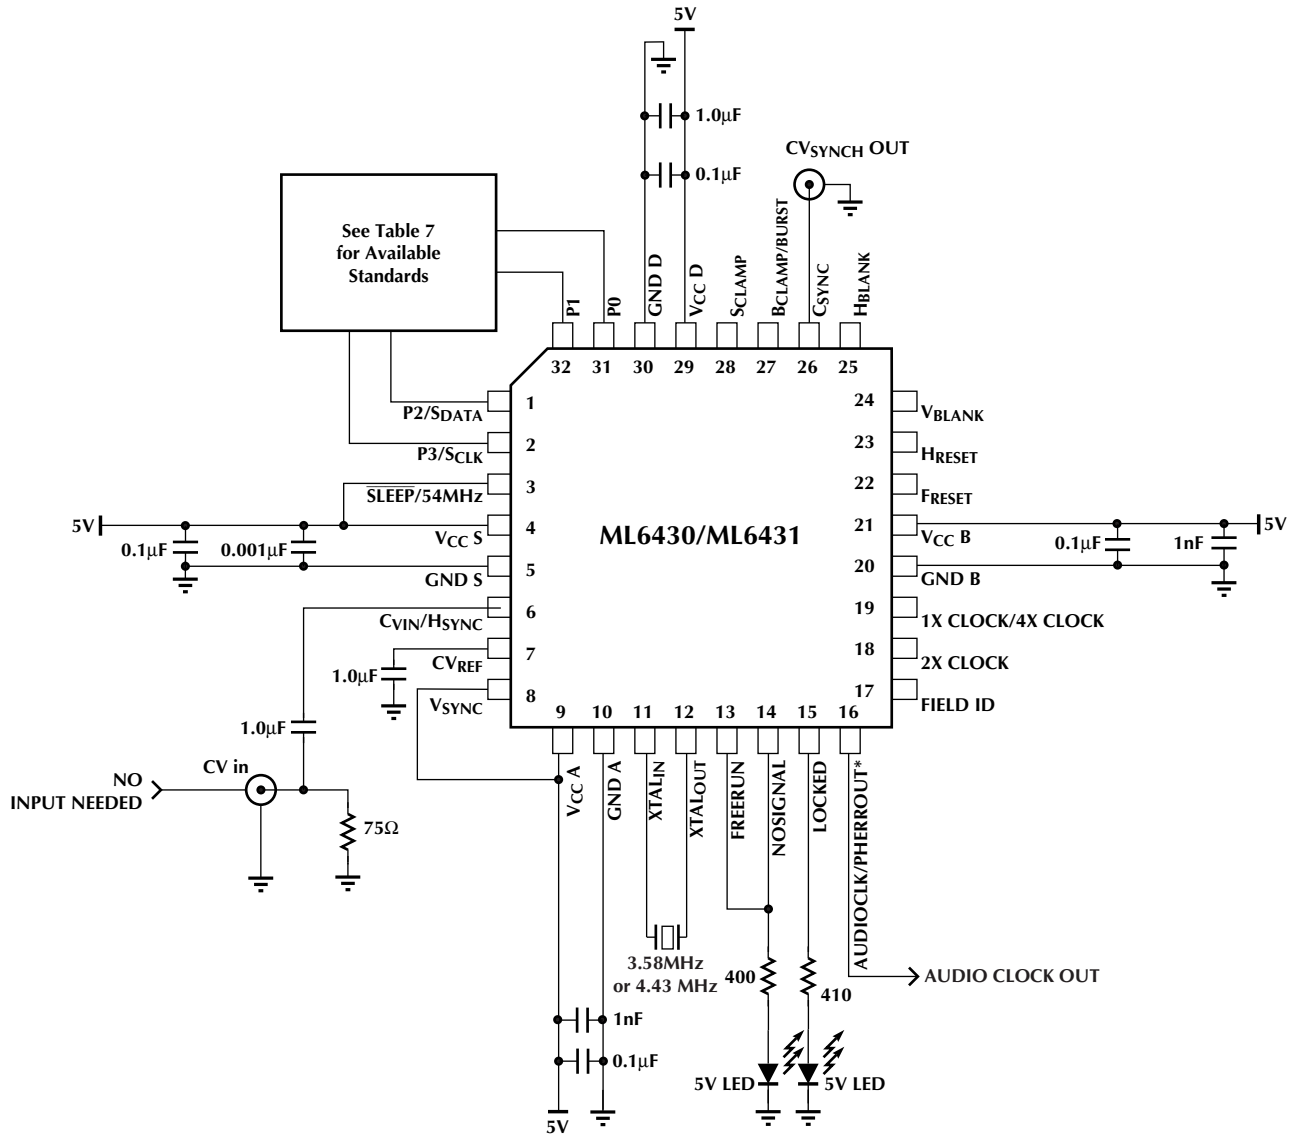 5V
1.0µF
0.1µF
CVSYNCH OUT
See Table 7
for Available
Standards
P1
P0
GND D
VCC D
SCLAMP
BCLAMP/BURST
CSYNC
HBLANK
32 31 30 29 28 27 26 25
P2/SDATA
1
P3/SCLK
2
SLEEP/54MHz
3
5V
VCC S
4
0.1µF
0.001µF
GND S
5
CVIN/HSYNC
6
CVREF
7
1.0µF
VSYNC
8
ML6430/ML6431
24
VBLANK
23
HRESET
22
FRESET
21
VCC B
5V
0.1µF
1nF
20
GND B
19
1X CLOCK/4X CLOCK
18
2X CLOCK
17
FIELD ID
9 10 11 12 13 14 15 16
1.0µF
CV in
NO
INPUT NEEDED
75Ω
VCC A
GND A
XTALIN
XTALOUT
FREERUN
NOSIGNAL
LOCKED
AUDIOCLK/PHERROUT*
3.58MHz
or 4.43 MHz
400
410
AUDIO CLOCK OUT
1nF
0.1µF
5V LED
5V LED
5V